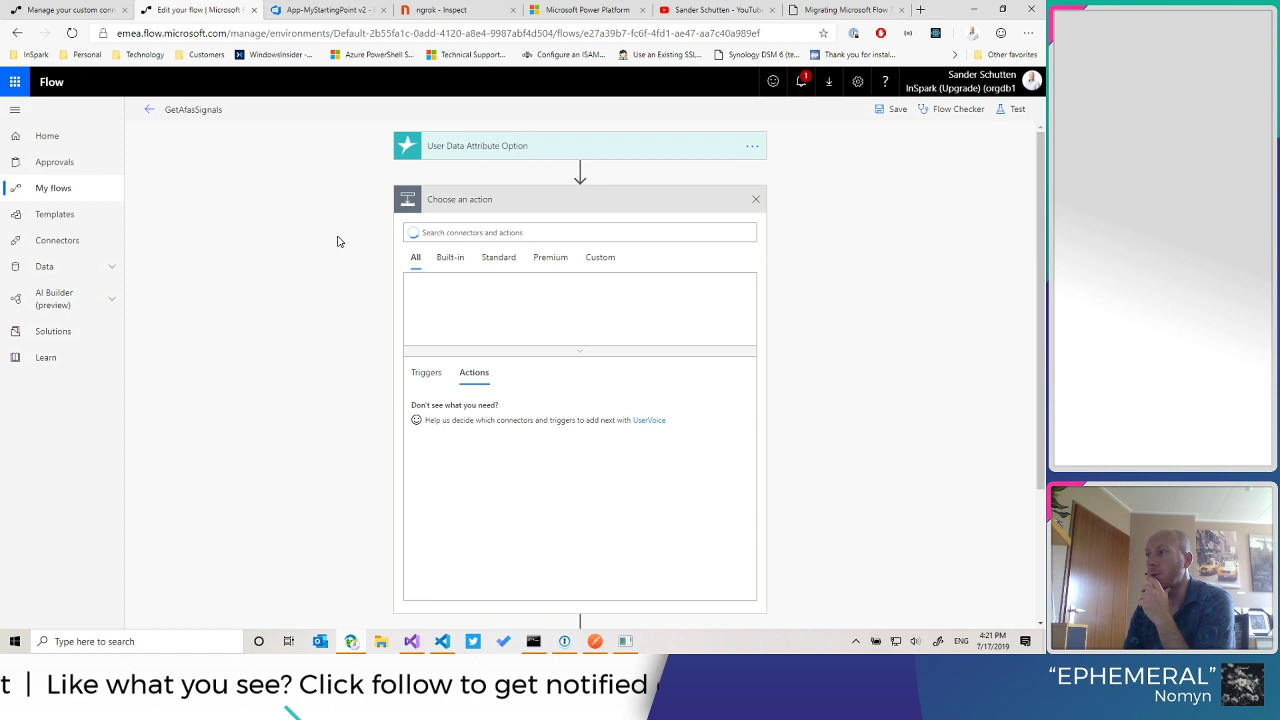 Manage your custom conne
Edit your flow | Microsoft
App-MyStartingPoint v2 -
ngrok - Inspect
Microsoft Power Platform
Sander Schutten - YouTube
Migrating Microsoft Flow T
emea.flow.microsoft.com/manage/environments/Default-2b55fa1c-0add-4120-a8e4-9987abf4d504/flows/e27a39b7-fc6f-4fd1-ae47-aa7c40a989ef
InSpark
Personal
Technology
Customers
WindowsInsider -...
Azure PowerShell S...
Technical Support...
Configure an ISAM...
Use an Existing SSL...
Synology DSM 6 (te...
Thank you for instal...
Other favorites
Flow
1
Sander Schutten
InSpark (Upgrade) (orgdb1
GetAfasSignals
Save
Flow Checker
Test
Home
Approvals
My flows
Templates
Connectors
Data
AI Builder
(preview)
Solutions
Learn
User Data Attribute Option
Choose an action
Search connectors and actions
All
Built-in
Standard
Premium
Custom
Triggers
Actions
Don't see what you need?
Help us decide which connectors and triggers to add next with UserVoice
Type here to search
ENG
4:21 PM
7/17/2019
t | Like what you see? Click follow to get notified
"EPHEMERAL"
Nomyn